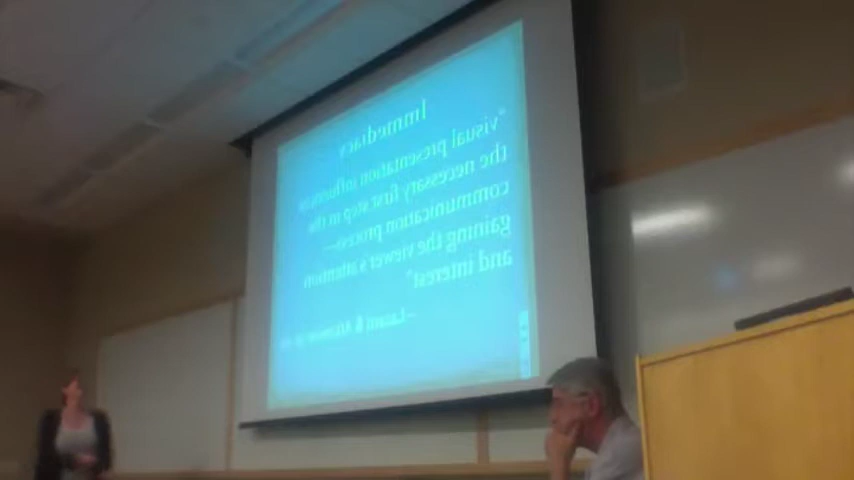 Immediacy
"visual presentation influences
the necessary first step in the
communication process—
gaining the viewer's attention
and interest"